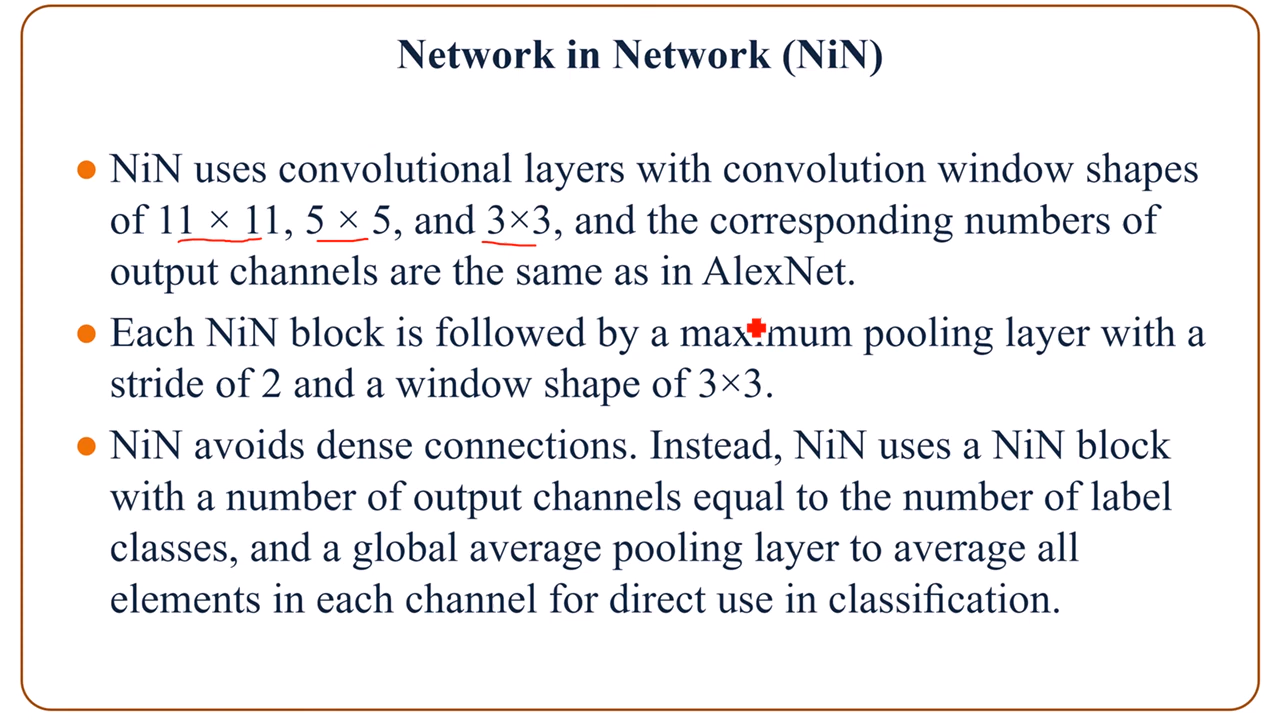 Network in Network (NiN)
● NiN uses convolutional layers with convolution window shapes
of 11 × 11, 5 × 5, and 3×3, and the corresponding numbers of
output channels are the same as in AlexNet.
● Each NiN block is followed by a maximum pooling layer with a
stride of 2 and a window shape of 3×3.
● NiN avoids dense connections. Instead, NiN uses a NiN block
with a number of output channels equal to the number of label
classes, and a global average pooling layer to average all
elements in each channel for direct use in classification.